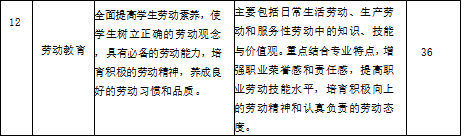 12
劳动教育
全面提高学生劳动素养，使
学生树立正确的劳动观念
，具有必备的劳动能力，培
育积极的劳动精神，养成良
好的劳动习惯和品质。
主要包括日常生活劳动、生产劳
动和服务性劳动中的知识、技能
与价值观。重点结合专业特点，增
强职业荣誉感和责任感，提高职
业劳动技能水平，培育积极向上
的劳动精神和认真负责的劳动态
度。
36